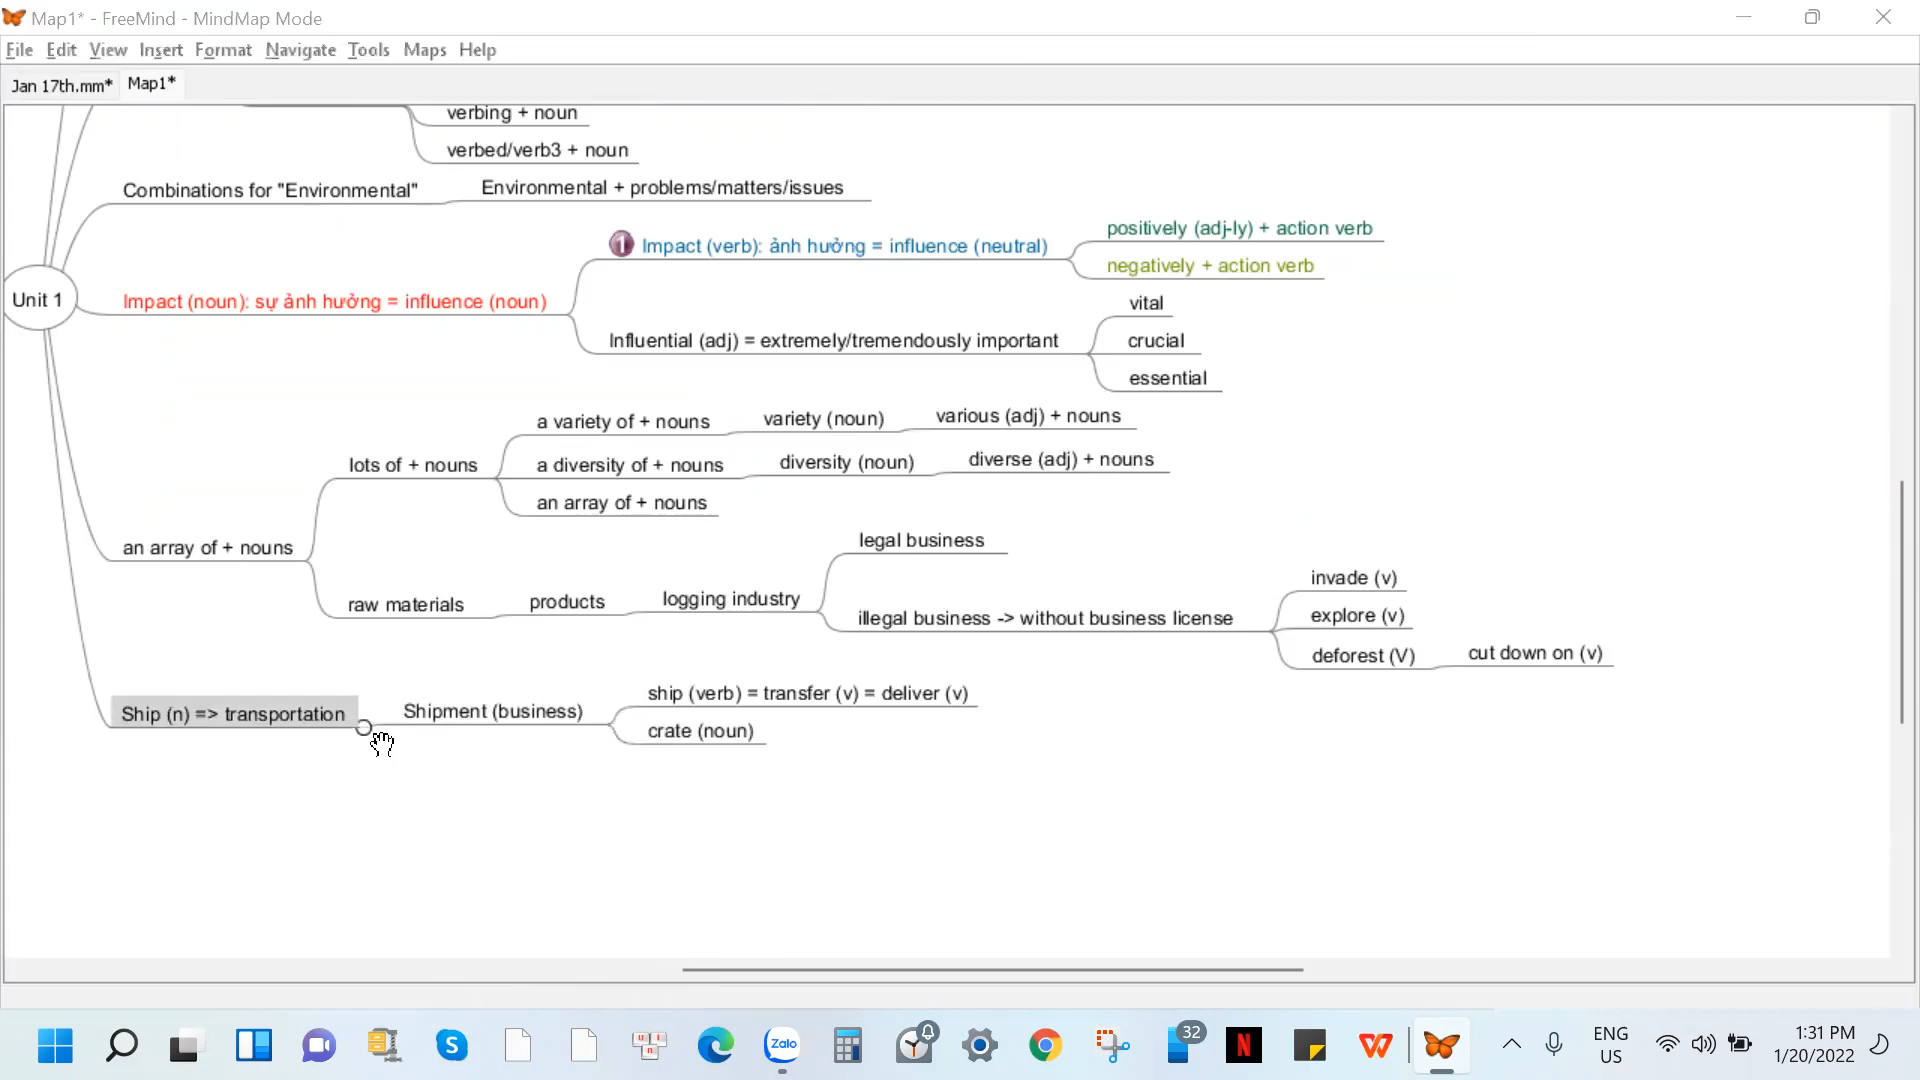 Map1* - FreeMind - MindMap Mode
File Edit View Insert Format Navigate Tools Maps Help
Jan 17th.mm* Map1*
verbing + noun
verbed/verb3 + noun
Combinations for "Environmental"
Environmental + problems/matters/issues
Unit 1
Impact (noun): sự ảnh hưởng = influence (noun)
1 Impact (verb): ảnh hưởng = influence (neutral)
positively (adj-ly) + action verb
negatively + action verb
Influential (adj) = extremely/tremendously important
vital
crucial
essential
an array of + nouns
lots of + nouns
a variety of + nouns
variety (noun)
various (adj) + nouns
a diversity of + nouns
diversity (noun)
diverse (adj) + nouns
an array of + nouns
raw materials
products
logging industry
legal business
illegal business -> without business license
invade (v)
explore (v)
deforest (V)
cut down on (v)
Ship (n) => transportation
Shipment (business)
ship (verb) = transfer (v) = deliver (v)
crate (noun)
Zalo
32
N
ENG
US
1:31 PM
1/20/2022